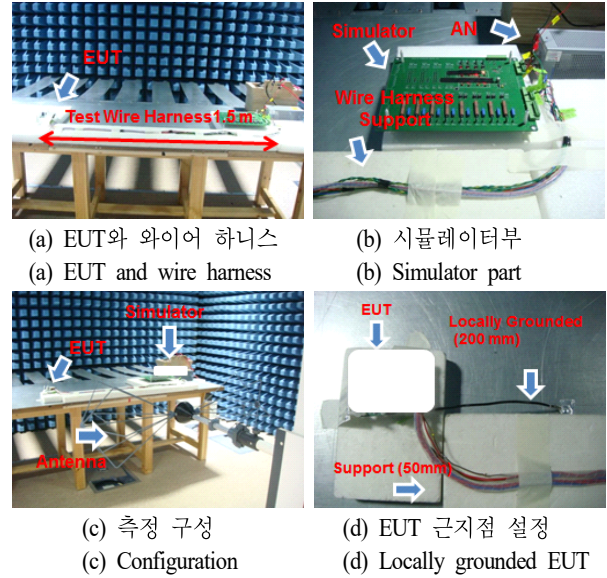 EUT
Test Wire Harness1.5 m
Simulator
AN
Wire Harness
Support
(a) EUT와 와이어 하니스
(a) EUT and wire harness
(b) 시뮬레이터부
(b) Simulator part
Simulator
EUT
Antenna
EUT
Locally Grounded
(200 mm)
Support (50mm)
(c) 측정 구성
(c) Configuration
(d) EUT 근지점 설정
(d) Locally grounded EUT